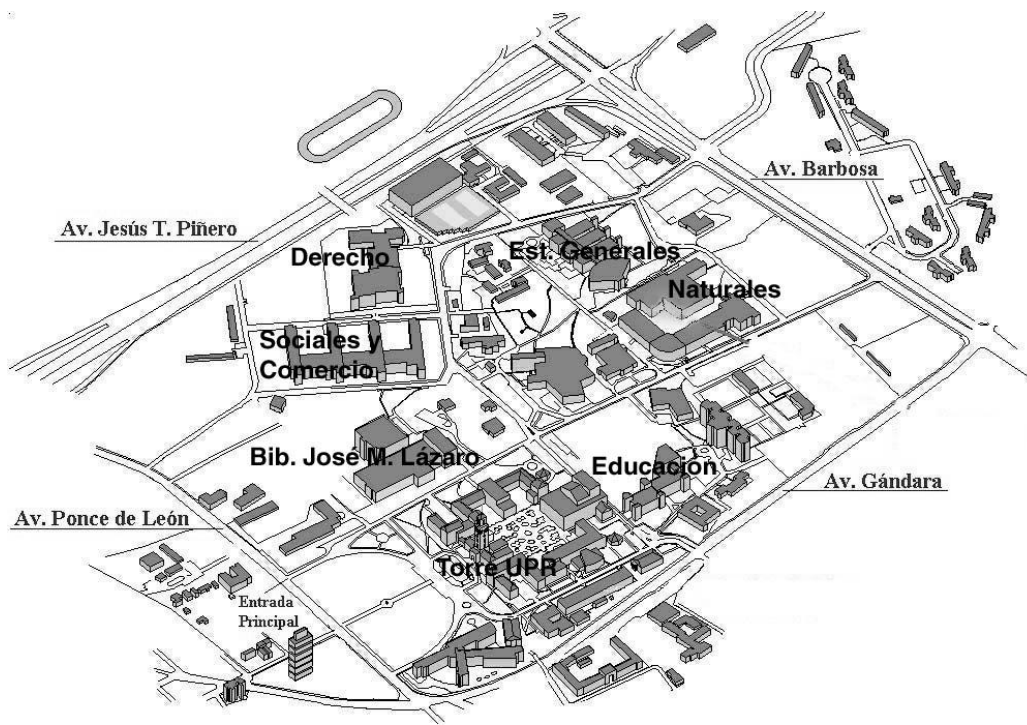 Av. Barbosa
Av. Jesús T. Piñero
Est. Generales
Derecho
Naturales
Sociales y
Comercio
Bib. José M. Lázaro
Educación
Av. Gándara
Av. Ponce de León
Torre UPR
Entrada
Principal